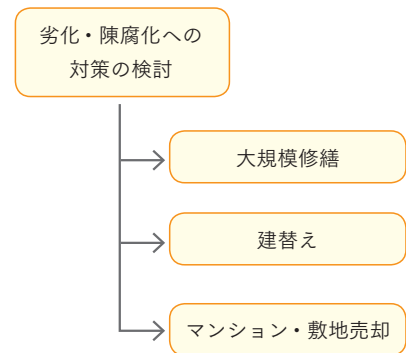 劣化・陳腐化への
対策の検討
大規模修繕
建替え
マンション・敷地売却